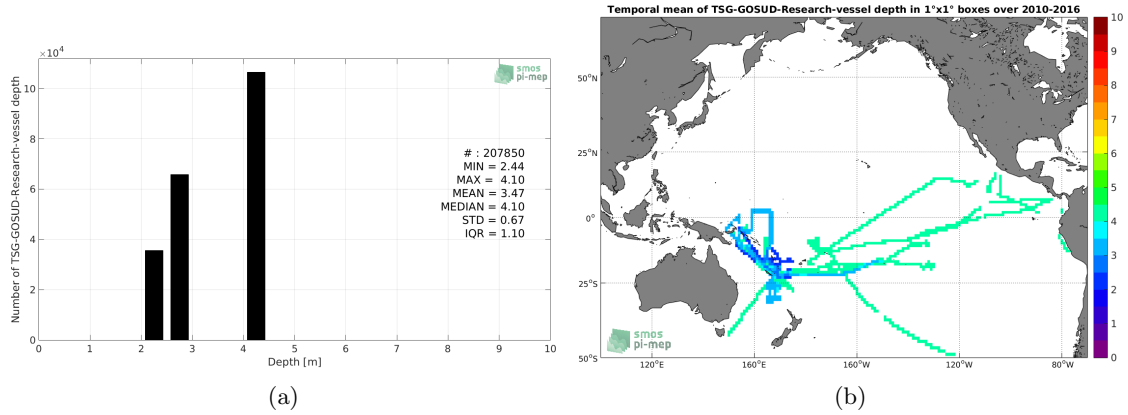 ×10⁴
10
8
6
4
2
0
Number of TSG-GOSUD-Research-vessel depth
smos
pi-mep
# : 207850
MIN = 2.44
MAX = 4.10
MEAN = 3.47
MEDIAN = 4.10
STD = 0.67
IQR = 1.10
0 1 2 3 4 5 6 7 8 9 10
Depth [m]
(a)
Temporal mean of TSG-GOSUD-Research-vessel depth in 1°x1° boxes over 2010-2016
50°N
25°N
0°
25°S
50°S
smos
pi-mep
120°E 160°E 160°W 120°W 80°W
10
9
8
7
6
5
4
3
2
1
0
(b)